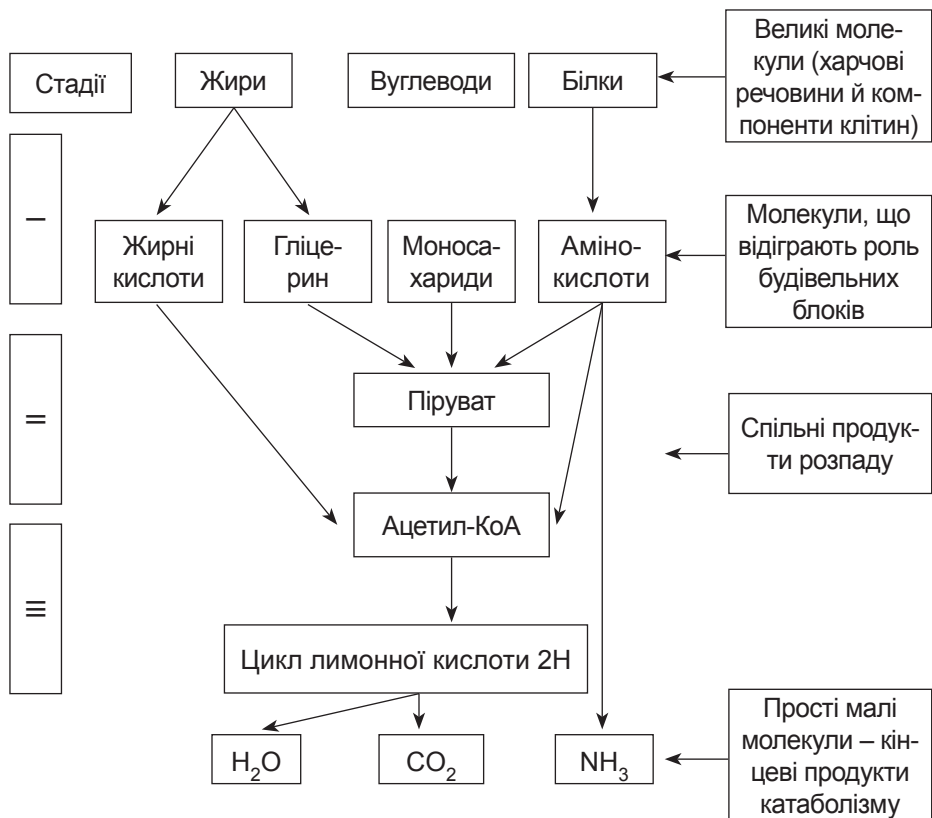 Стадії
Жири
Вуглеводи
Білки
Великі моле-
кули (харчові
речовини й ком-
поненти клітин)
I
Жирні
кислоти
Гліце-
рин
Моноса-
хариди
Аміно-
кислоти
Молекули, що
відіграють роль
будівельних
блоків
II
Піруват
Спільні продук-
ти розпаду
Ацетил-КоА
III
Цикл лимонної кислоти 2H
H₂O
CO₂
NH₃
Прості малі
молекули – кін-
цеві продукти
катаболізму